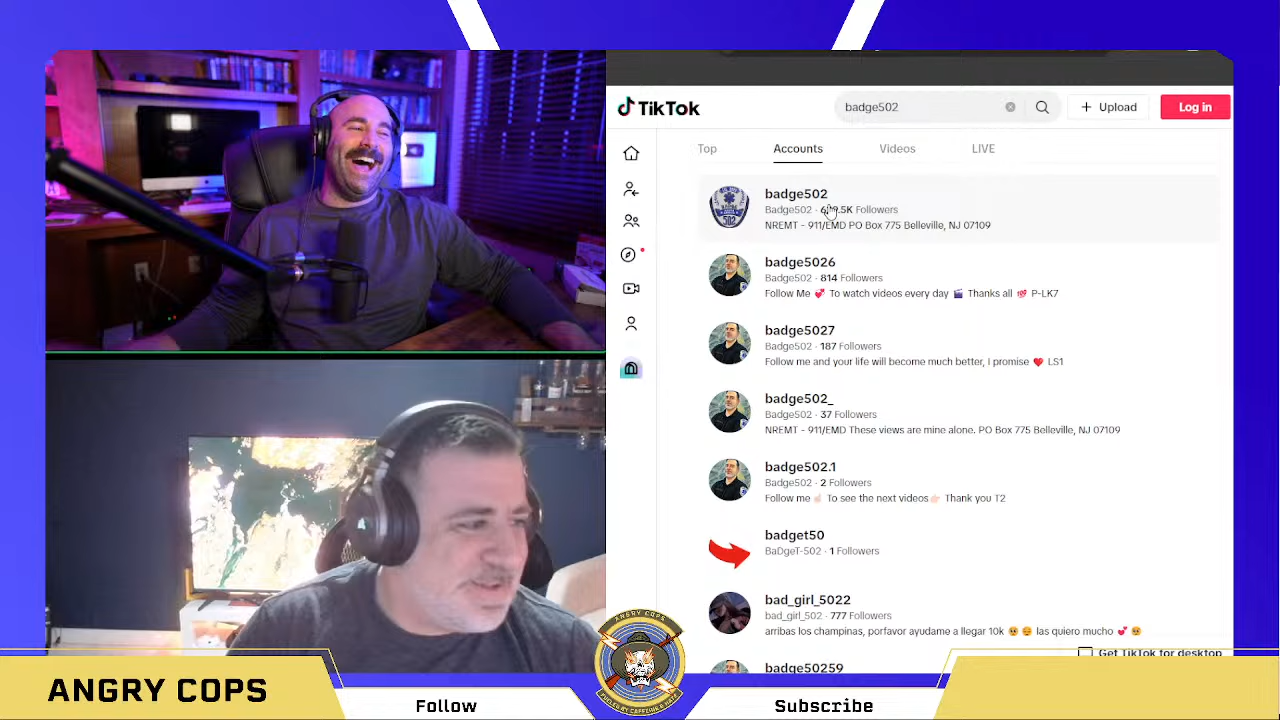 TikTok
badge502
Upload
Log in
Top
Accounts
Videos
LIVE
badge502
Badge502 · Followers
NREMT - 911/EMD PO Box 775 Belleville, NJ 07109
badge5026
Badge502 · 814 Followers
Follow Me 💕 To watch videos every day 🎬 Thanks all 💯 P-LK7
badge5027
Badge502 · 187 Followers
Follow me and your life will become much better, I promise ❤️ LS1
badge502_
Badge502 · 37 Followers
NREMT - 911/EMD These views are mine alone. PO Box 775 Belleville, NJ 07109
badge502.1
Badge502 · 2 Followers
Follow me ☝🏻 To see the next videos 👉🏻 Thank you T2
badget50
BaDgeT-502 · 1 Followers
bad_girl_5022
bad_girl_502 · 777 Followers
arribas los champinas, porfavor ayudame a llegar 10k 🥺 😊 las quiero mucho 💕 🥺
badge50259
Get TikTok for desktop
ANGRY COPS
FUELED BY CAFFEINE & HATE
ANGRY COPS
Follow
Subscribe